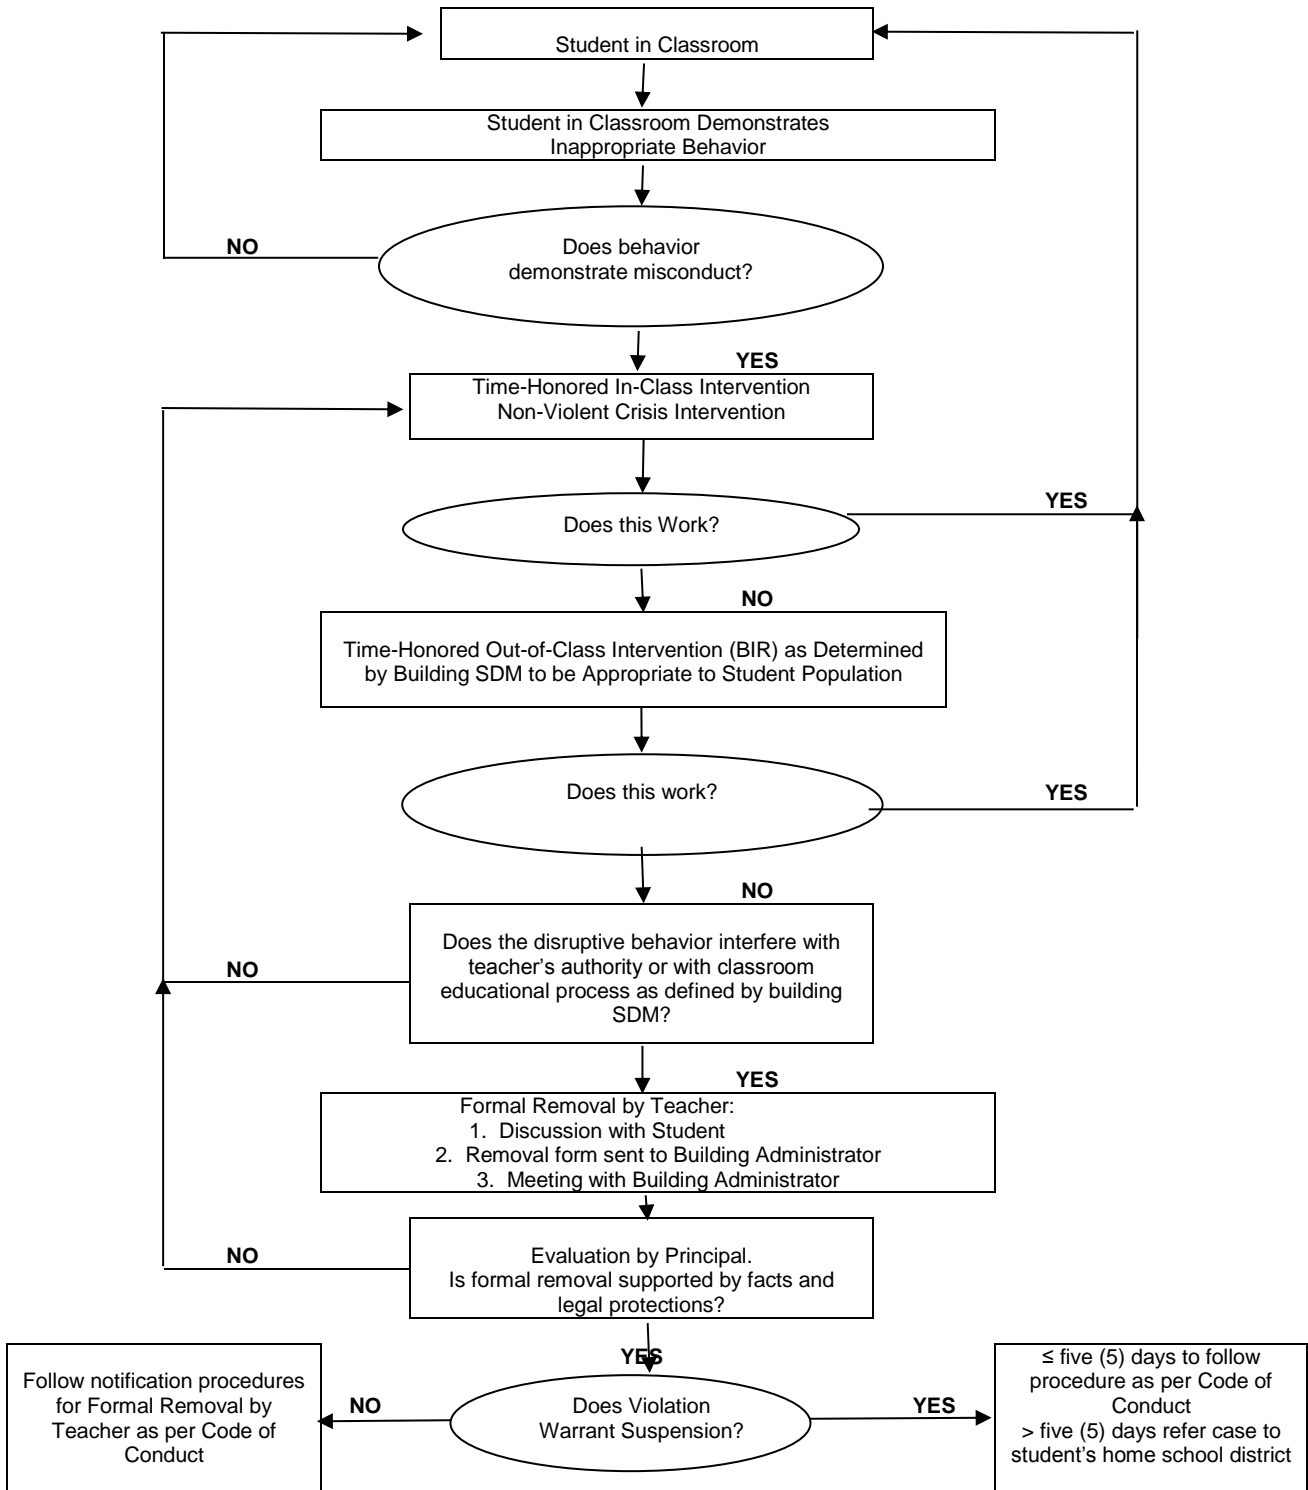 Student in Classroom
Student in Classroom Demonstrates
Inappropriate Behavior
Does behavior
demonstrate misconduct?
NO
YES
Time-Honored In-Class Intervention
Non-Violent Crisis Intervention
Does this Work?
YES
NO
Time-Honored Out-of-Class Intervention (BIR) as Determined
by Building SDM to be Appropriate to Student Population
Does this work?
YES
NO
Does the disruptive behavior interfere with
teacher’s authority or with classroom
educational process as defined by building
SDM?
NO
YES
Formal Removal by Teacher:
1. Discussion with Student
2. Removal form sent to Building Administrator
3. Meeting with Building Administrator
Evaluation by Principal.
Is formal removal supported by facts and
legal protections?
NO
YES
Does Violation
Warrant Suspension?
NO
YES
Follow notification procedures
for Formal Removal by
Teacher as per Code of
Conduct
≤ five (5) days to follow
procedure as per Code of
Conduct
> five (5) days refer case to
student’s home school district